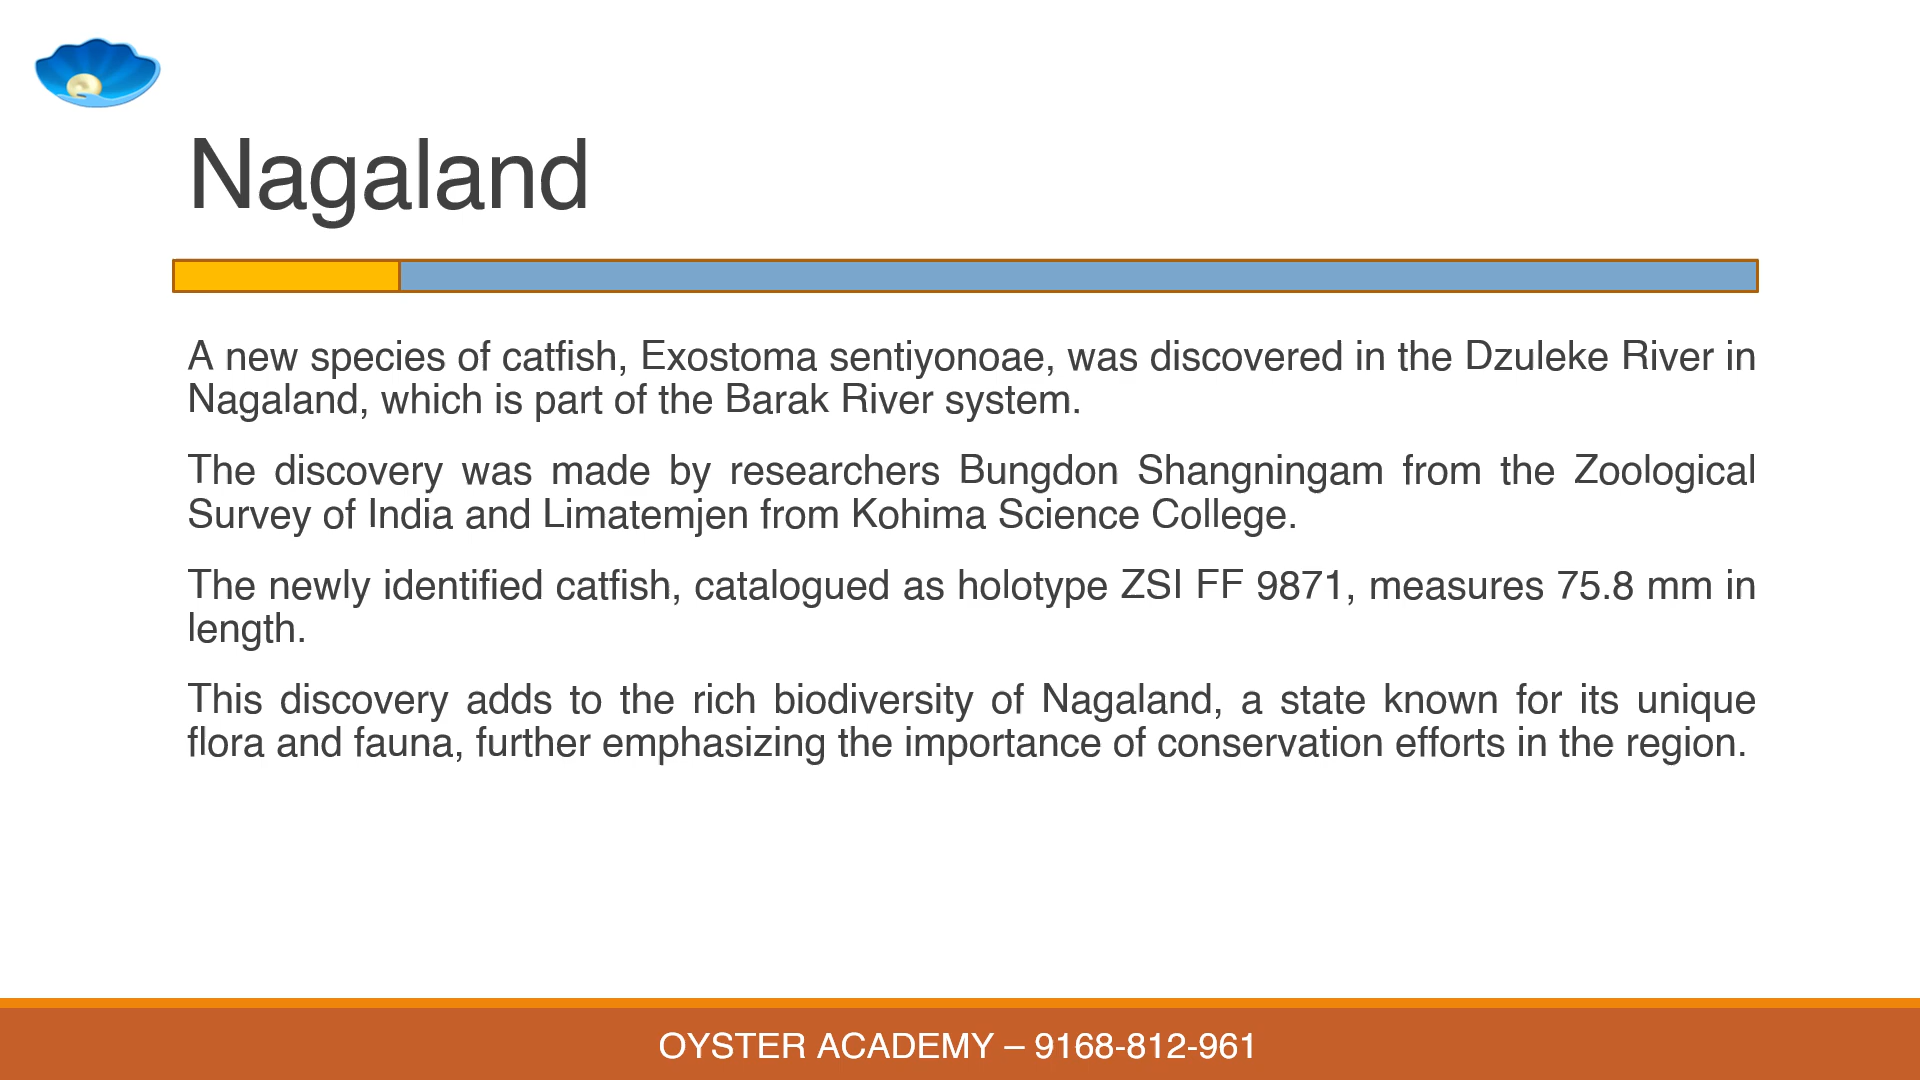 Nagaland
A new species of catfish, Exostoma sentiyonoae, was discovered in the Dzuleke River in
Nagaland, which is part of the Barak River system.
The discovery was made by researchers Bungdon Shangningam from the Zoological
Survey of India and Limatemjen from Kohima Science College.
The newly identified catfish, catalogued as holotype ZSI FF 9871, measures 75.8 mm in
length.
This discovery adds to the rich biodiversity of Nagaland, a state known for its unique
flora and fauna, further emphasizing the importance of conservation efforts in the region.
OYSTER ACADEMY – 9168-812-961